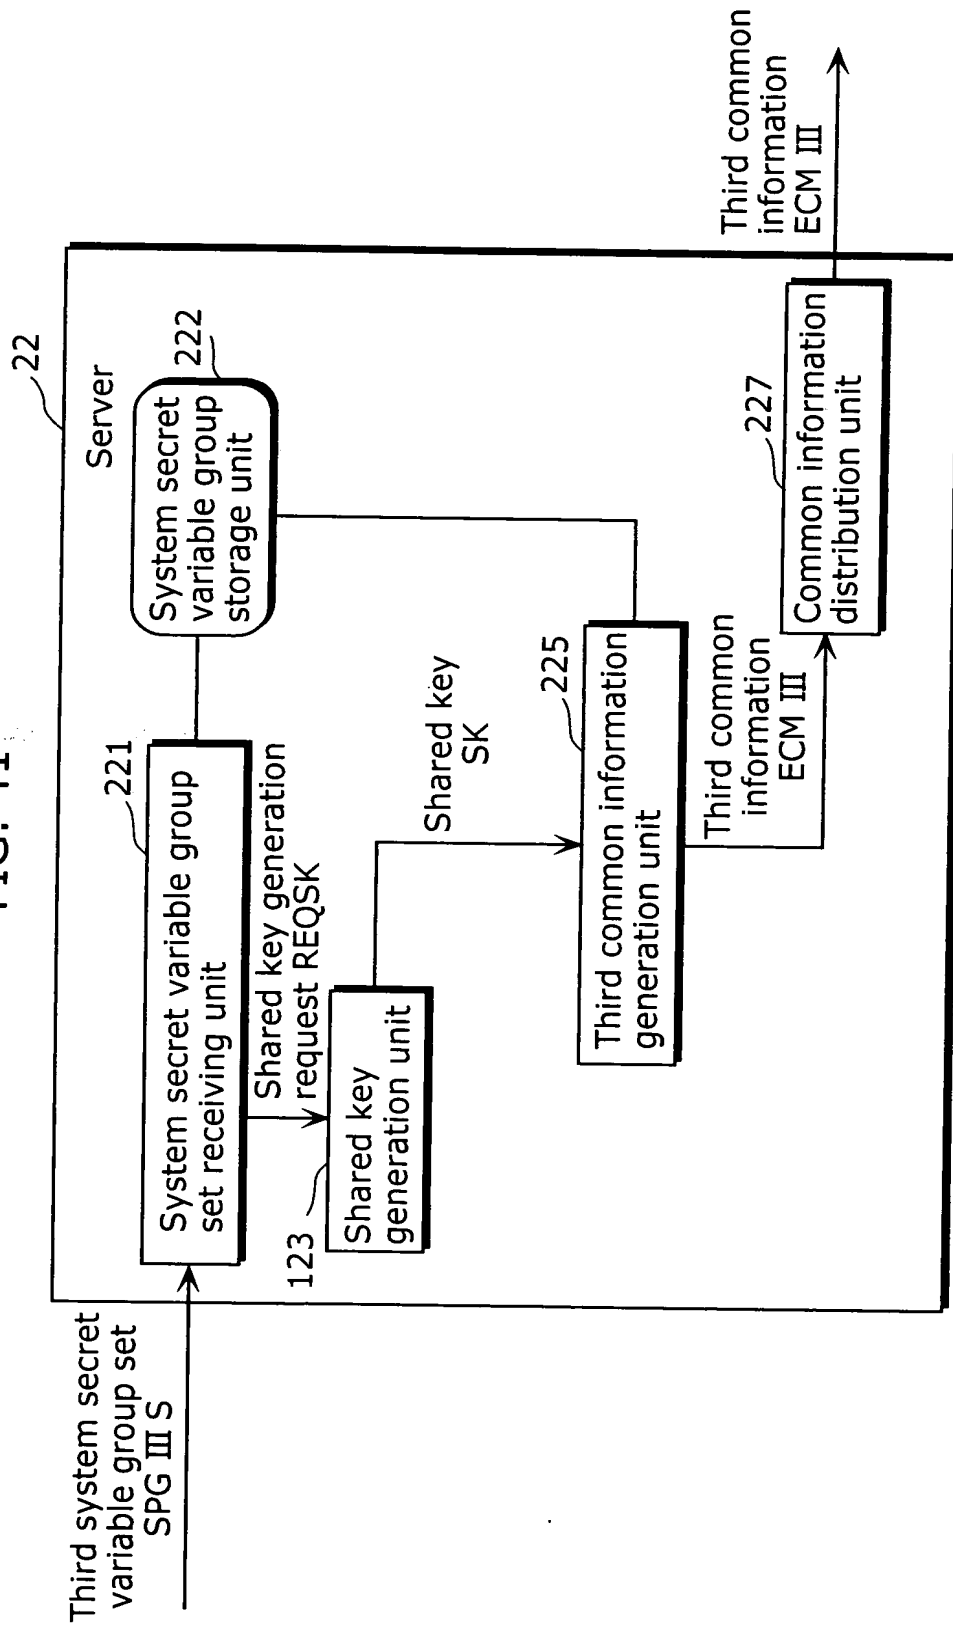 22
Server
Third system secret
variable group set
SPG III S
221
System secret variable group
set receiving unit
222
System secret
variable group
storage unit
Shared key generation
request REQSK
123
Shared key
generation unit
Shared key
SK
225
Third common information
generation unit
Third common
information
ECM III
227
Common information
distribution unit
Third common
information
ECM III